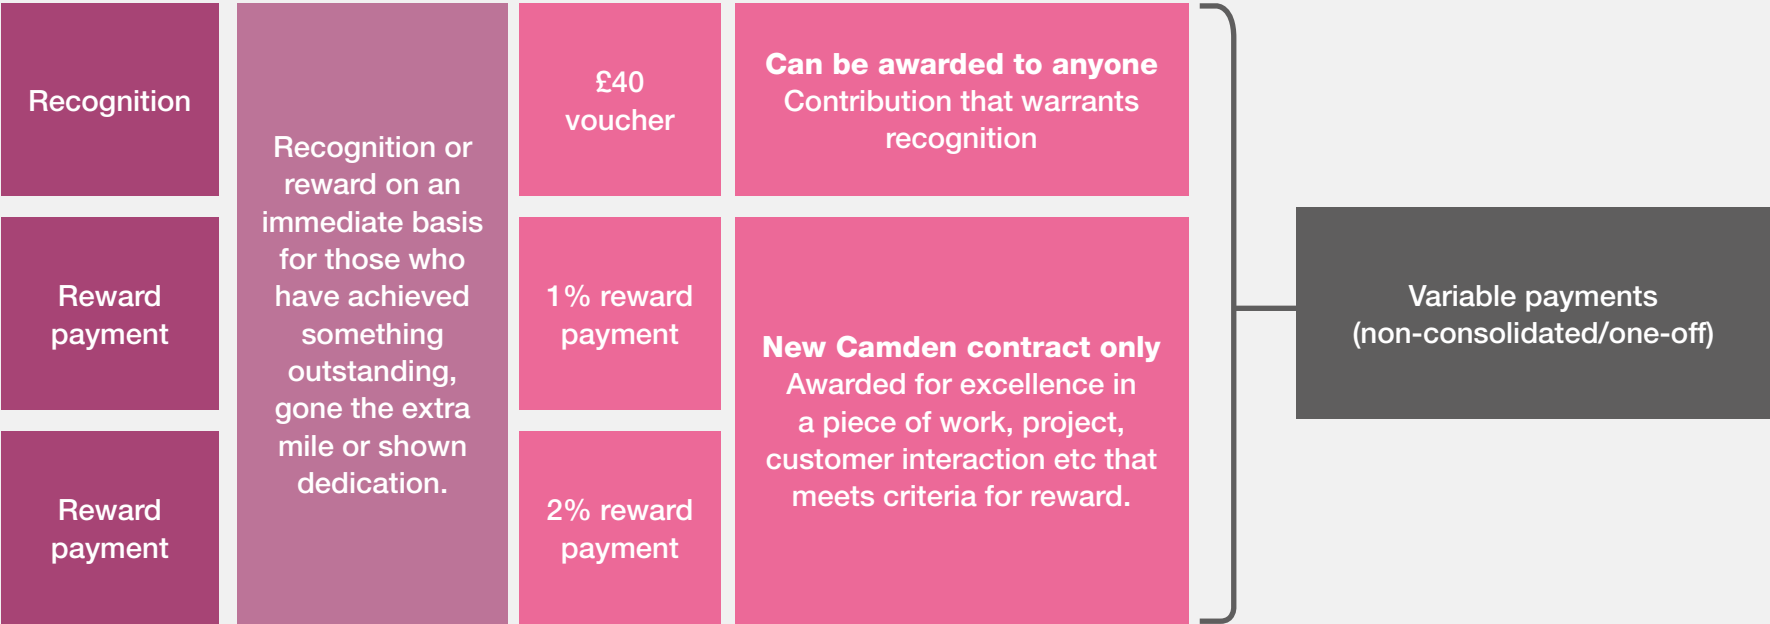 Recognition
Recognition or
reward on an
immediate basis
for those who
have achieved
something
outstanding,
gone the extra
mile or shown
dedication.
£40
voucher
Can be awarded to anyone
Contribution that warrants
recognition
Reward
payment
1% reward
payment
New Camden contract only
Awarded for excellence in
a piece of work, project,
customer interaction etc that
meets criteria for reward.
Reward
payment
2% reward
payment
Variable payments
(non-consolidated/one-off)